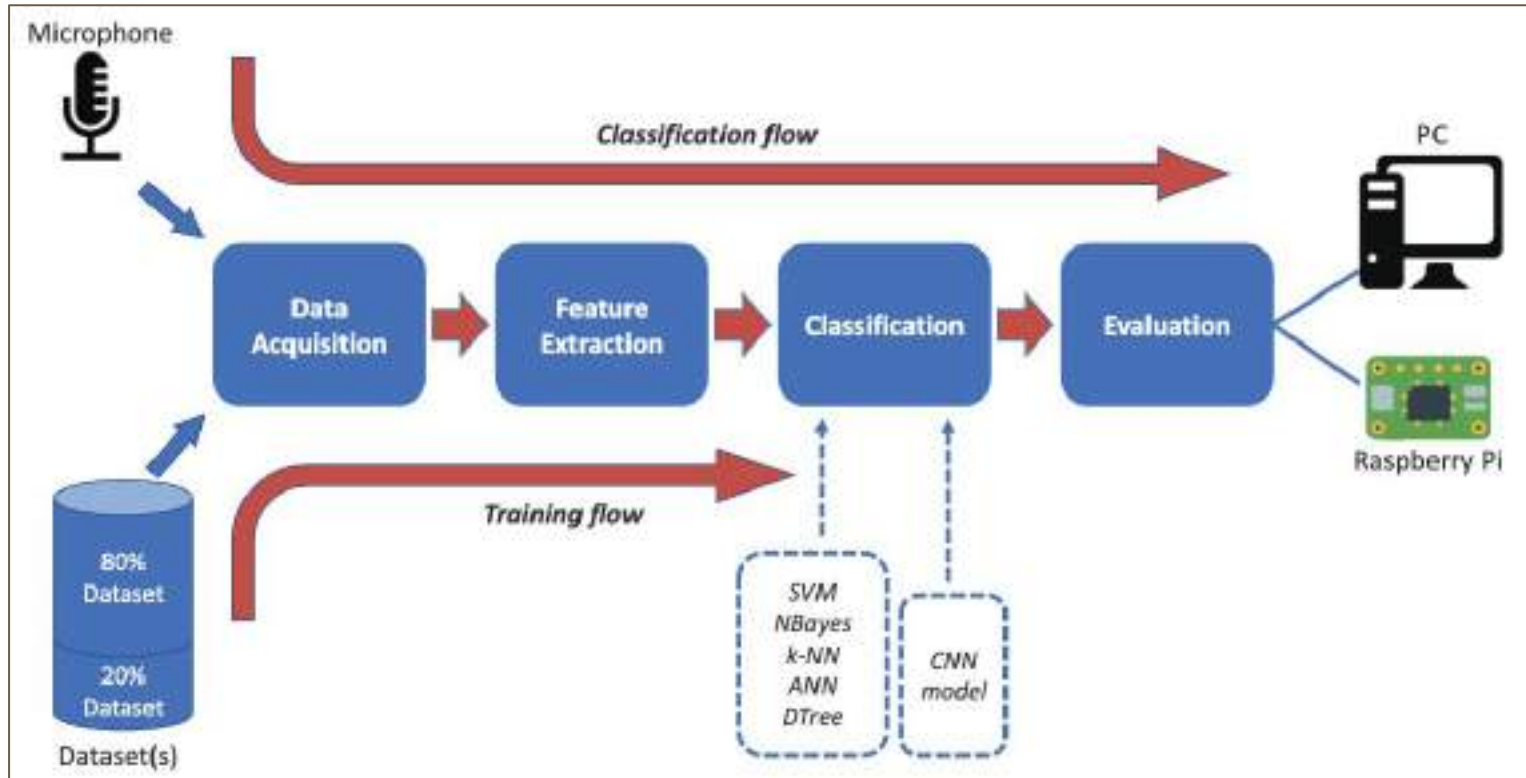 Microphone
Classification flow
PC
Data
Acquisition
Feature
Extraction
Classification
Evaluation
Raspberry Pi
Training flow
80%
Dataset
20%
Dataset
Dataset(s)
SVM
NBayes
k-NN
ANN
DTree
CNN
model